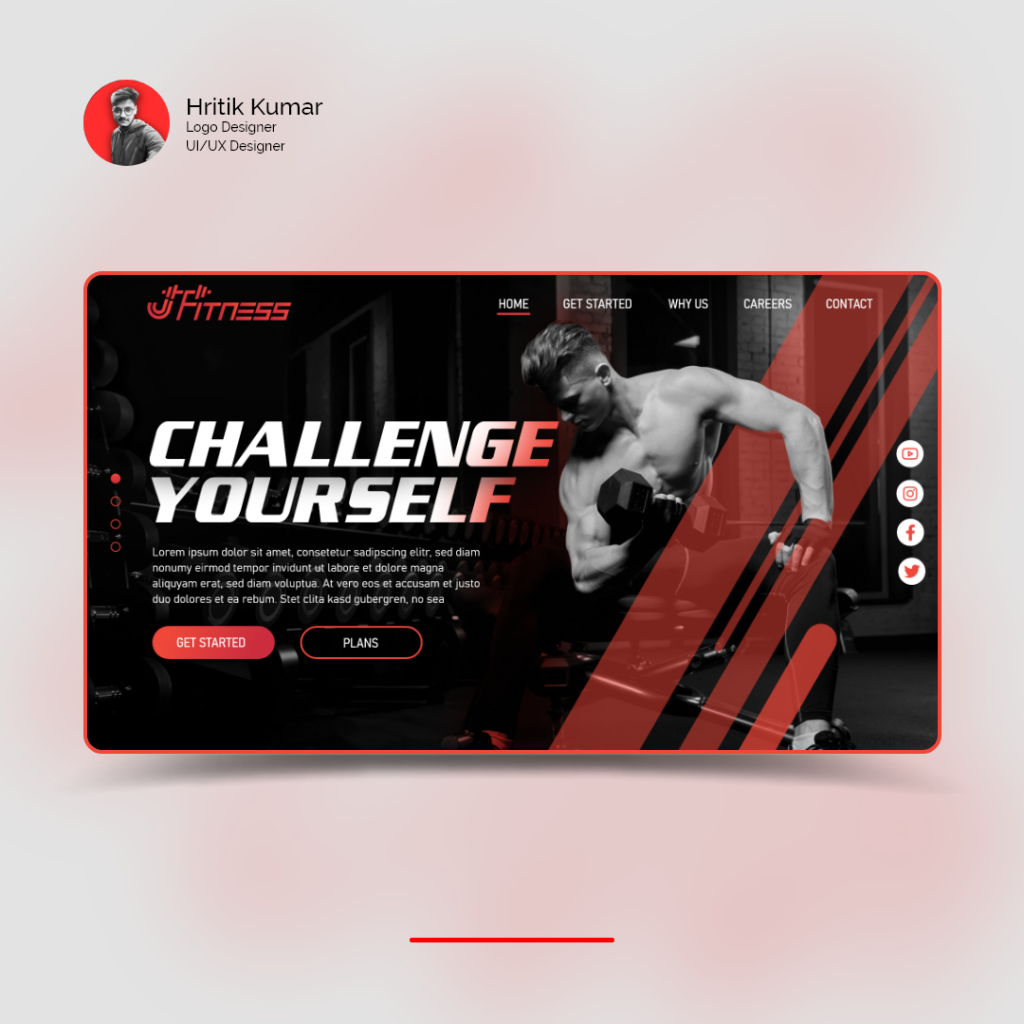 Hritik Kumar
Logo Designer
UI/UX Designer
JT FITNESS
HOME GET STARTED WHY US CAREERS CONTACT
CHALLENGE
YOURSELF
Lorem ipsum dolor sit amet, consetetur sadipscing elitr, sed diam
nonumy eirmod tempor invidunt ut labore et dolore magna
aliquyam erat, sed diam voluptua. At vero eos et accusam et justo
duo dolores et ea rebum. Stet clita kasd gubergren, no sea
GET STARTED PLANS